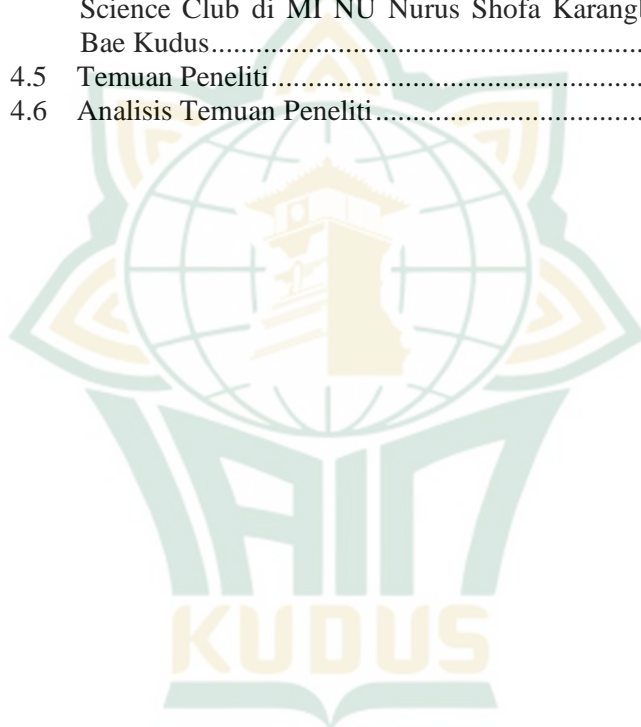 Science Club di MI NU Nurus Shofa
Bae Kudus........................................................
4.5 Temuan Peneliti................................................
4.6 Analisis Temuan Peneliti...................................
IAIN
KUDUS